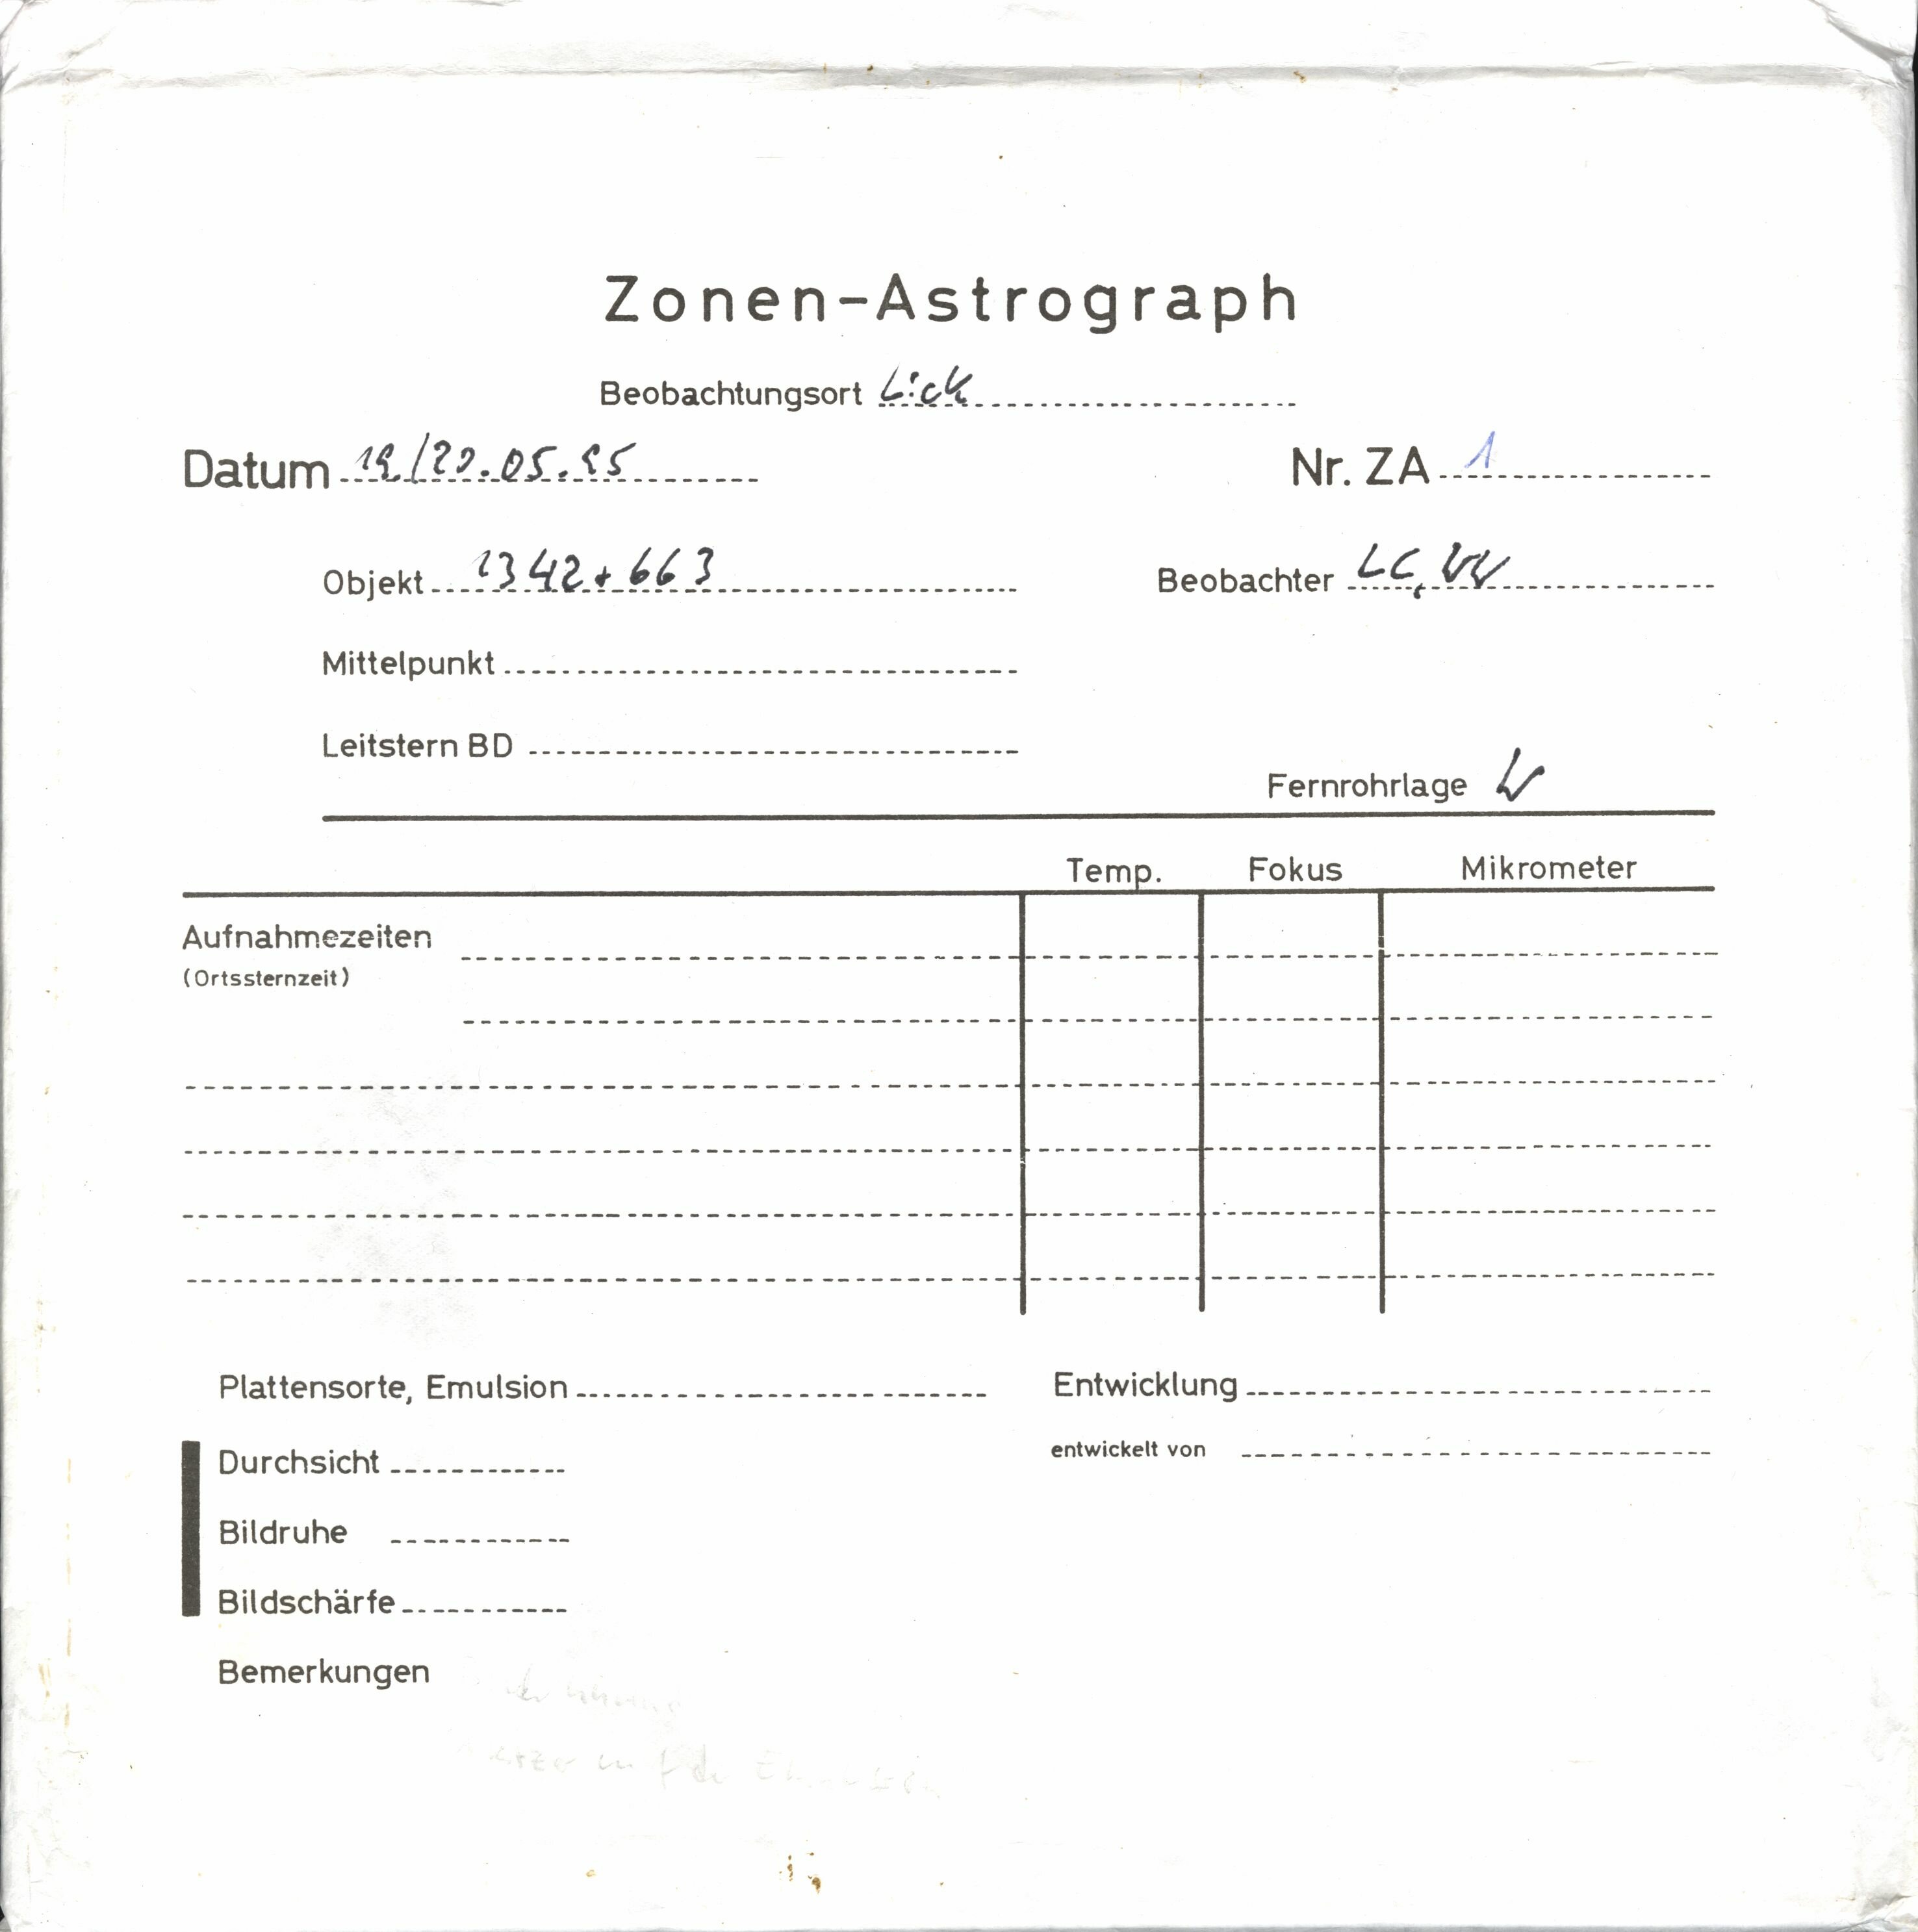 Zonen-Astrograph
Beobachtungsort Lick
Datum 19/20.05.95 Nr. ZA 1
Objekt 1342+663 Beobachter LC, VV
Mittelpunkt
Leitstern BD
Fernrohrlage W
Temp. Fokus Mikrometer
Aufnahmezeiten
(Ortssternzeit)
Plattensorte, Emulsion Entwicklung
Durchsicht entwickelt von
Bildruhe
Bildschärfe
Bemerkungen